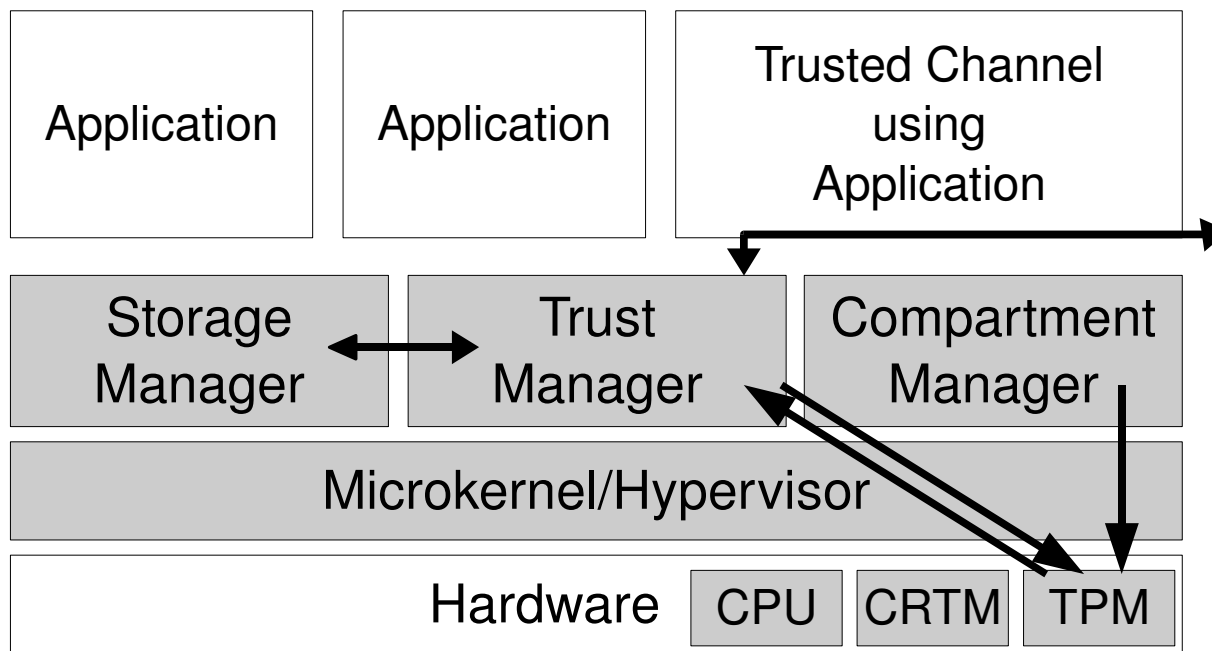 Application
Application
Trusted Channel
using
Application
Storage
Manager
Trust
Manager
Compartment
Manager
Microkernel/Hypervisor
Hardware
CPU
CRTM
TPM